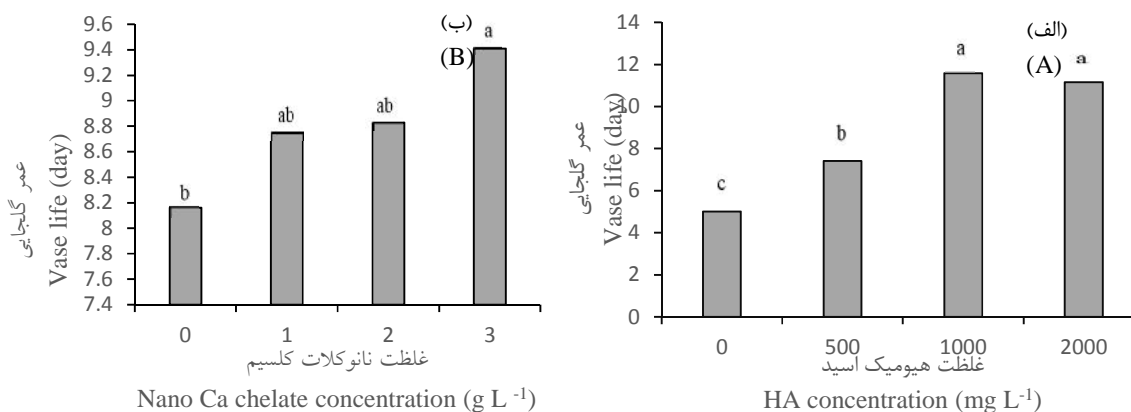 (ب)
(B)
عمر گلجایی
Vase life (day)
9.6
9.4
9.2
9
8.8
8.6
8.4
8.2
8
7.8
7.6
7.4
b
ab
ab
a
0 1 2 3
غلظت نانوکلات کلسیم
Nano Ca chelate concentration (g L -1)
(الف)
(A)
عمر گلجایی
Vase life (day)
14
12
10
8
6
4
2
0
c
b
a
a
0 500 1000 2000
غلظت هیومیک اسید
HA concentration (mg L-1)